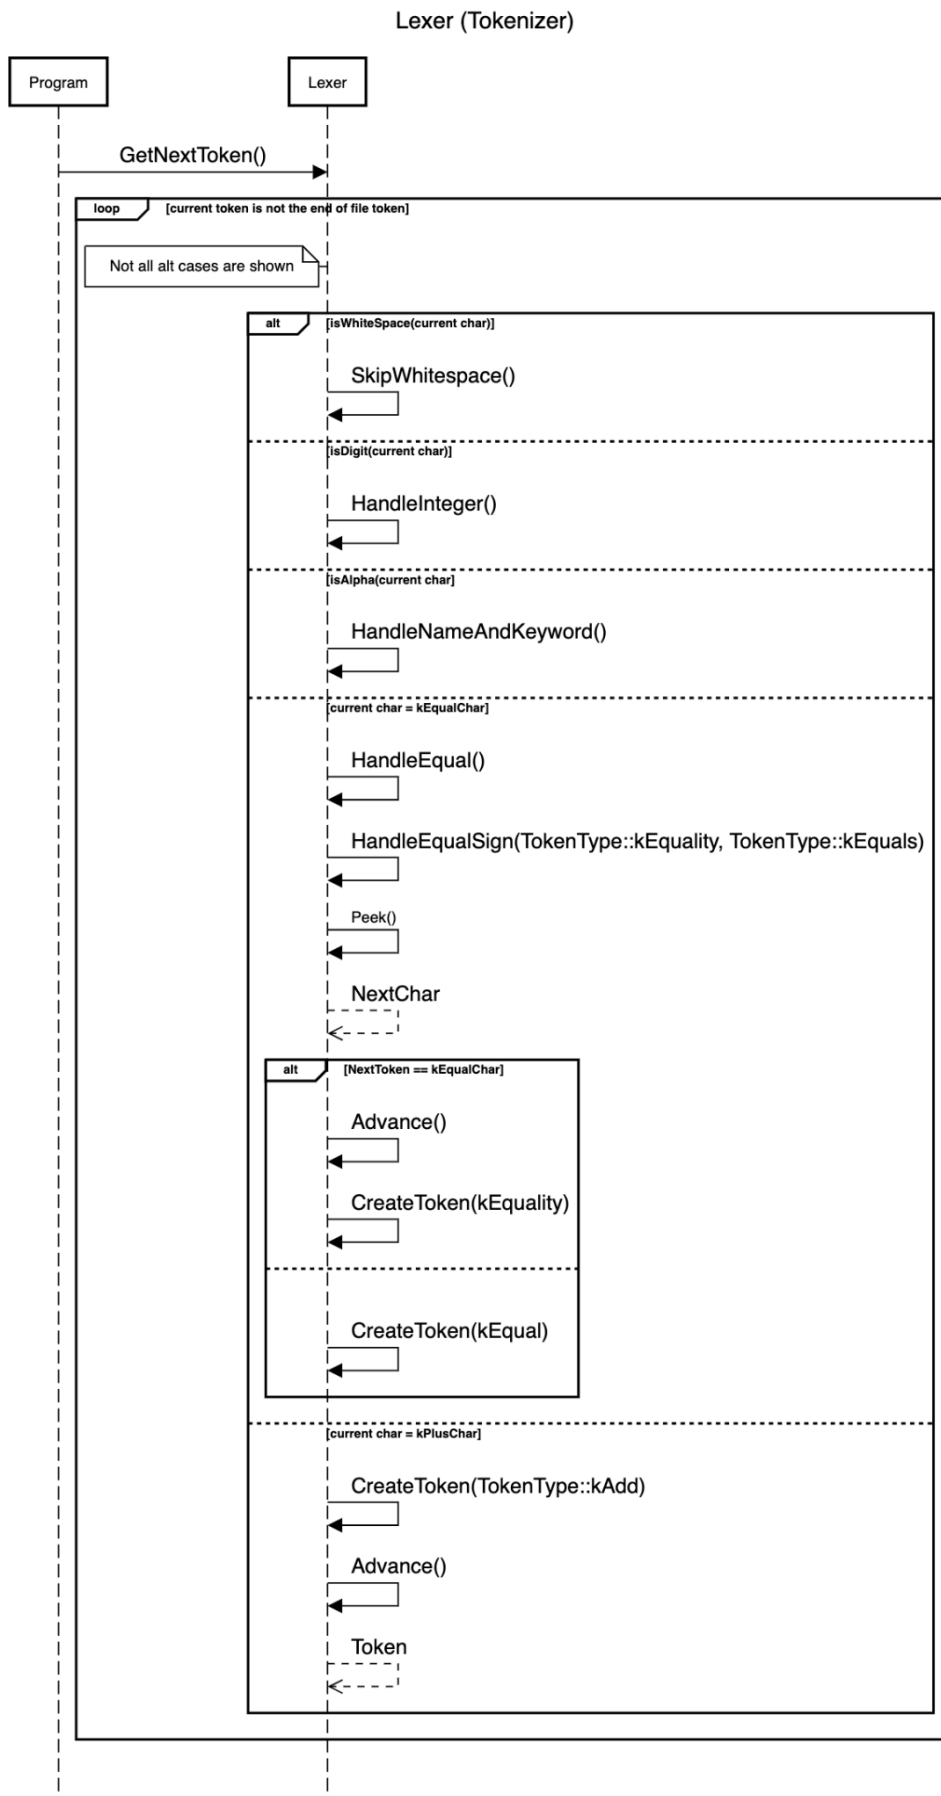 Lexer (Tokenizer)
Program
Lexer
GetNextToken()
loop
[current token is not the end of file token]
Not all alt cases are shown
alt
[isWhiteSpace(current char)]
SkipWhitespace()
[isDigit(current char)]
HandleInteger()
[isAlpha(current char]
HandleNameAndKeyword()
[current char = kEqualChar]
HandleEqual()
HandleEqualSign(TokenType::kEquality, TokenType::kEquals)
Peek()
NextChar
alt
[NextToken == kEqualChar]
Advance()
CreateToken(kEquality)
CreateToken(kEqual)
[current char = kPlusChar]
CreateToken(TokenType::kAdd)
Advance()
Token